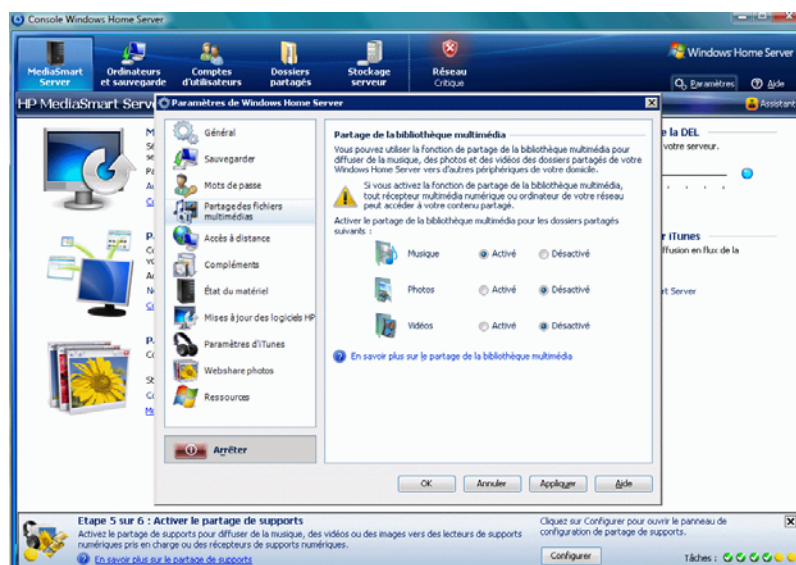 Console Windows Home Server
MediaSmart Server
Ordinateurs et sauvegarde
Comptes d'utilisateurs
Dossiers partagés
Stockage serveur
Réseau
Critique
Windows Home Server
Paramètres
Aide
HP MediaSmart Serv
Assistant
Paramètres de Windows Home Server
Général
Sauvegarder
Mots de passe
Partage des fichiers multimédias
Accès à distance
Compléments
État du matériel
Mises à jour des logiciels HP
Paramètres d'iTunes
Webshare photos
Ressources
Arrêter
Partage de la bibliothèque multimédia
Vous pouvez utiliser la fonction de partage de la bibliothèque multimédia pour
diffuser de la musique, des photos et des vidéos des dossiers partagés de votre
Windows Home Server vers d'autres périphériques de votre domicile.
Si vous activez la fonction de partage de la bibliothèque multimédia,
tout récepteur multimédia numérique ou ordinateur de votre réseau
peut accéder à votre contenu partagé.
Activer le partage de la bibliothèque multimédia pour les dossiers partagés
suivants :
Musique Activé Désactivé
Photos Activé Désactivé
Vidéos Activé Désactivé
En savoir plus sur le partage de la bibliothèque multimédia
OK Annuler Appliquer Aide
e la DEL
votre serveur.
r iTunes
ffusion en flux de la
rt Server
Etape 5 sur 6 : Activer le partage de supports
Activez le partage de supports pour diffuser de la musique, des vidéos ou des images vers des lecteurs de supports
numériques pris en charge ou des récepteurs de supports numériques.
En savoir plus sur le partage de supports
Cliquez sur Configurer pour ouvrir le panneau de
configuration de partage de supports.
Configurer
Tâches :